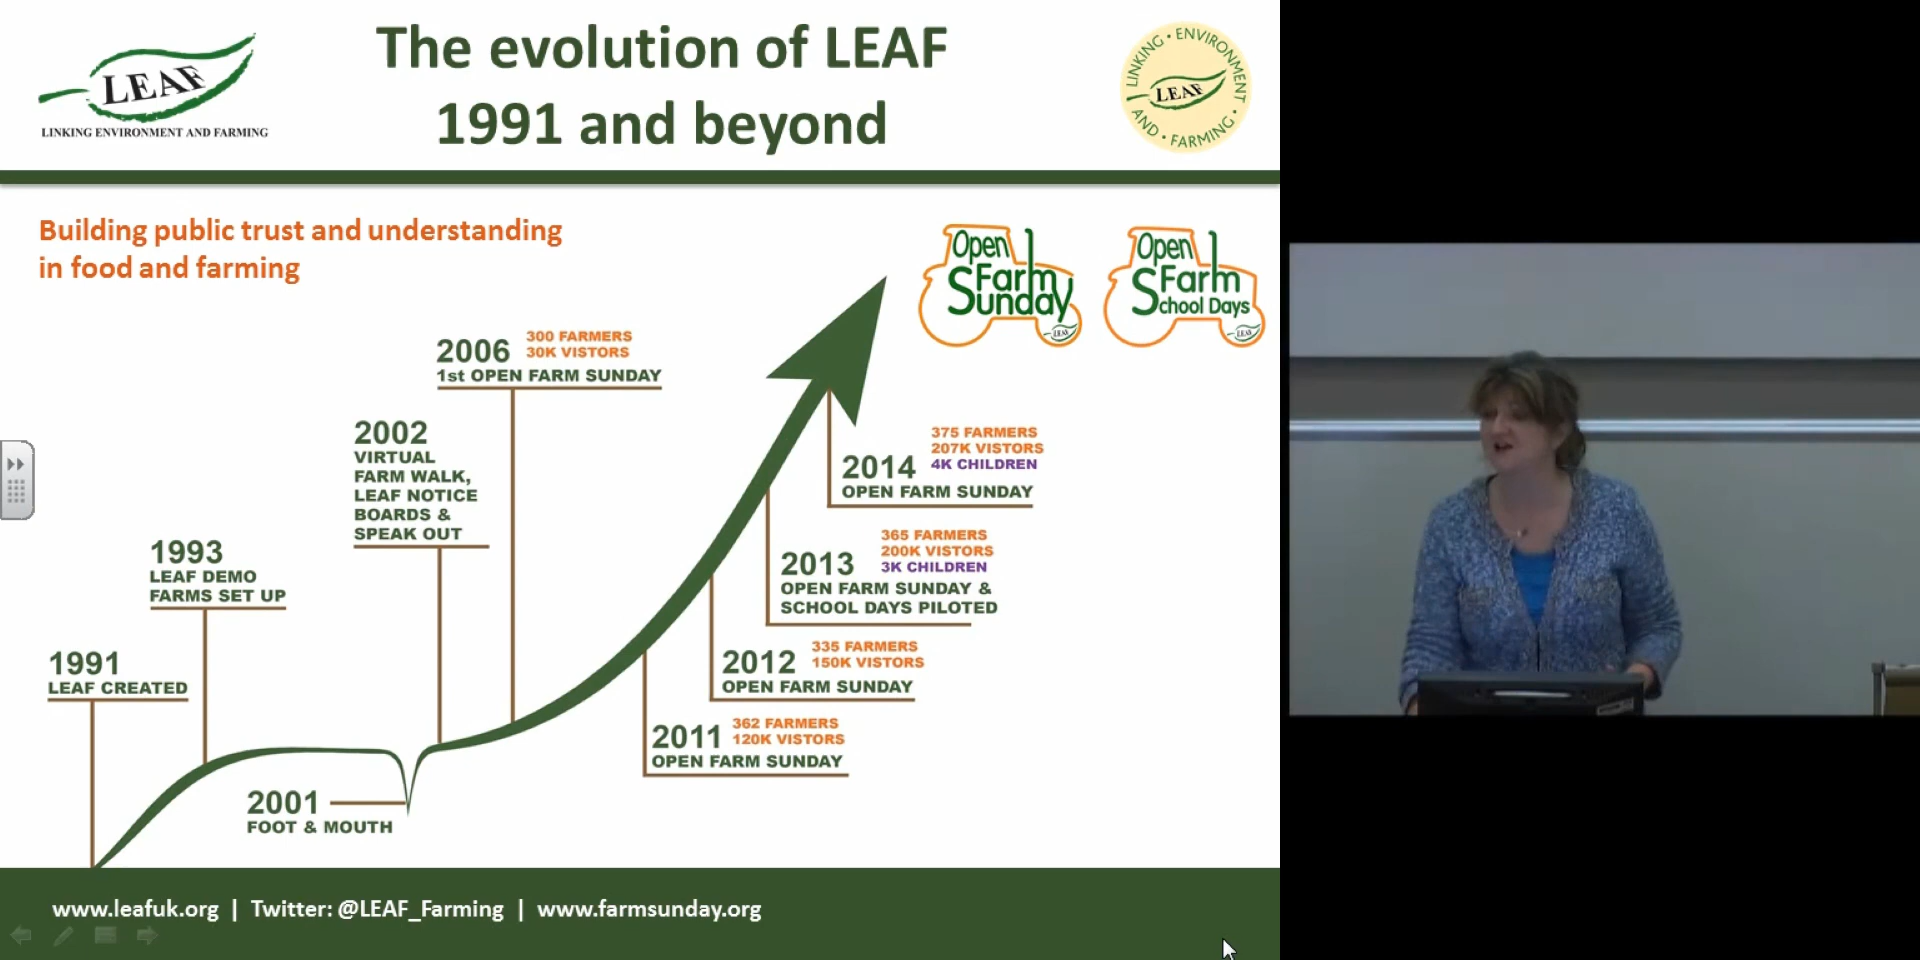 The evolution of LEAF
1991 and beyond
LEAF
LINKING ENVIRONMENT AND FARMING
LINKING • ENVIRONMENT • AND • FARMING •
LEAF
Building public trust and understanding
in food and farming
Open
Farm
Sunday
LEAF
Open
Farm
School Days
LEAF
1991
LEAF CREATED
1993
LEAF DEMO
FARMS SET UP
2001
FOOT & MOUTH
2002
VIRTUAL
FARM WALK,
LEAF NOTICE
BOARDS &
SPEAK OUT
300 FARMERS
30K VISTORS
2006
1st OPEN FARM SUNDAY
362 FARMERS
120K VISTORS
2011
OPEN FARM SUNDAY
335 FARMERS
150K VISTORS
2012
OPEN FARM SUNDAY
365 FARMERS
200K VISTORS
3K CHILDREN
2013
OPEN FARM SUNDAY &
SCHOOL DAYS PILOTED
375 FARMERS
207K VISTORS
4K CHILDREN
2014
OPEN FARM SUNDAY
www.leafuk.org | Twitter: @LEAF_Farming | www.farmsunday.org